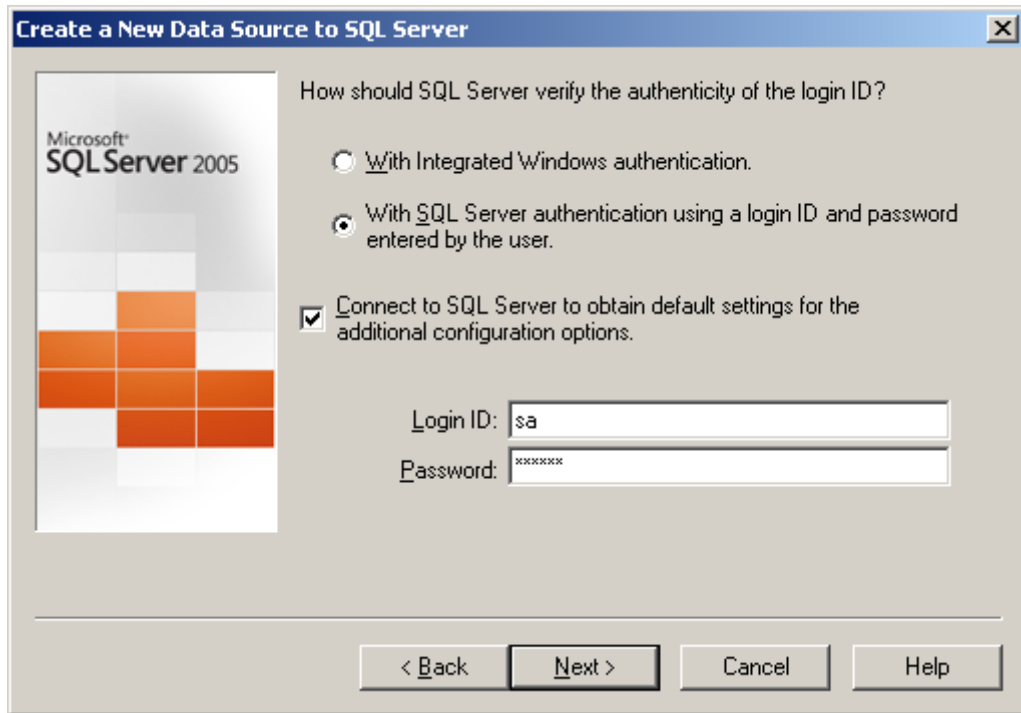 Create a New Data Source to SQL Server
Microsoft®
SQL Server 2005
How should SQL Server verify the authenticity of the login ID?
With Integrated Windows authentication.
With SQL Server authentication using a login ID and password
entered by the user.
Connect to SQL Server to obtain default settings for the
additional configuration options.
Login ID: sa
Password: ******
< Back Next > Cancel Help